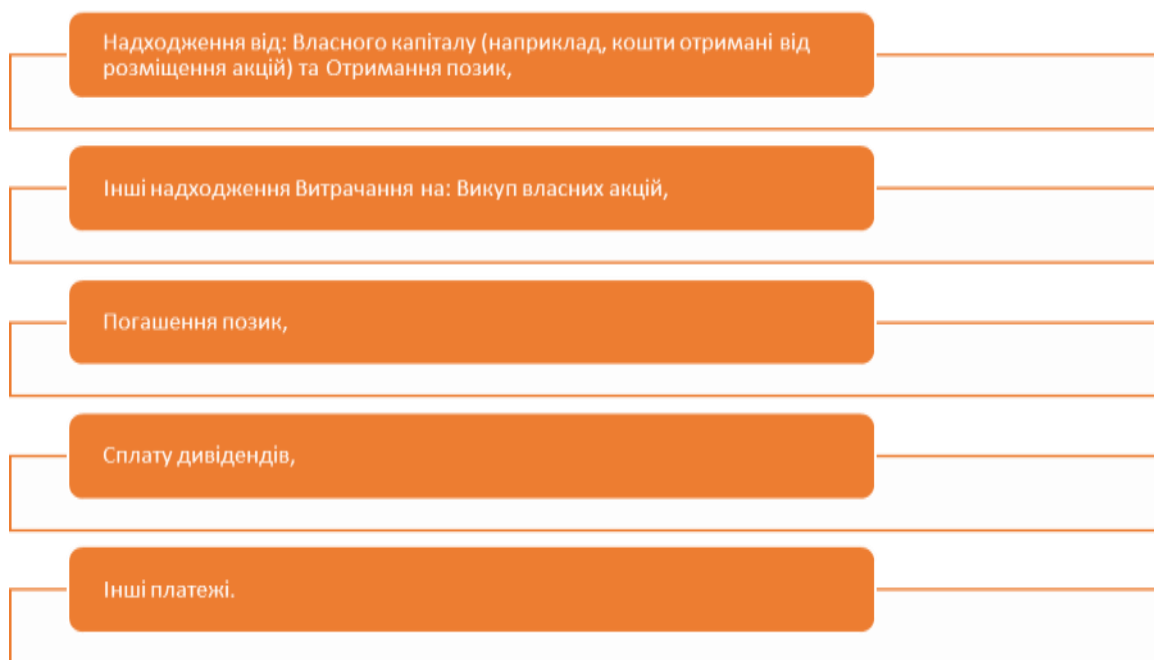 Надходження від: Власного капіталу (наприклад, кошти отримані від
розміщення акцій) та Отримання позик,
Інші надходження Витрачання на: Викуп власних акцій,
Погашення позик,
Сплату дивідендів,
Інші платежі.